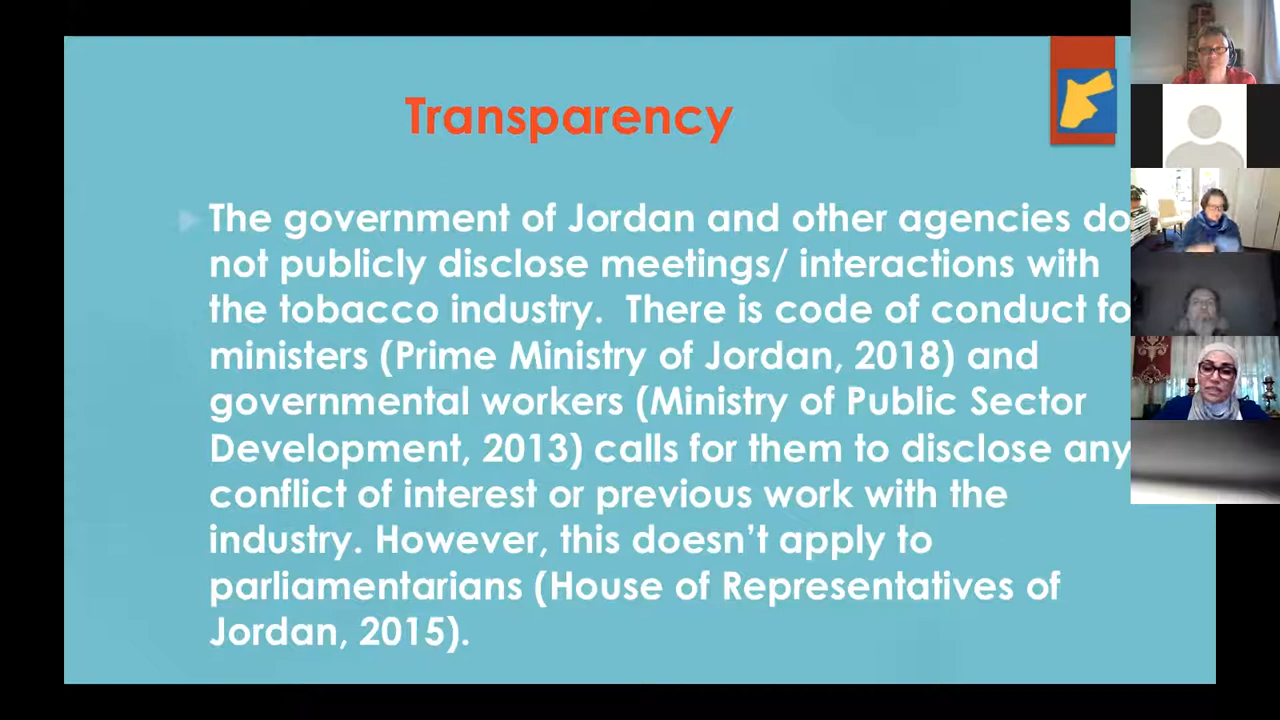 Transparency
The government of Jordan and other agencies do
not publicly disclose meetings/ interactions with
the tobacco industry.  There is code of conduct fo
ministers (Prime Ministry of Jordan, 2018) and
governmental workers (Ministry of Public Sector
Development, 2013) calls for them to disclose any
conflict of interest or previous work with the
industry. However, this doesn't apply to
parliamentarians (House of Representatives of
Jordan, 2015).